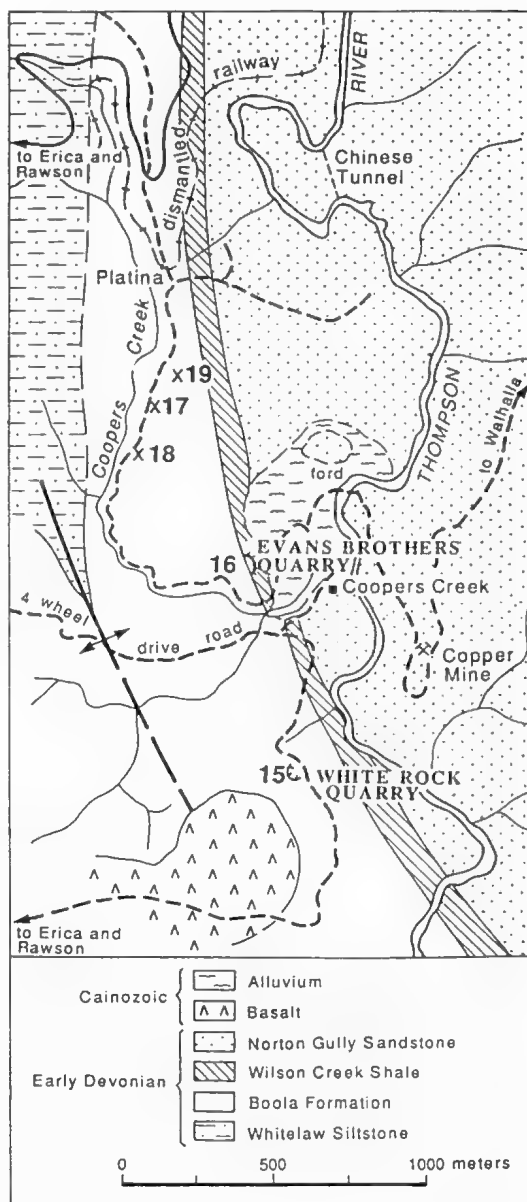 railway
RIVER
to Erica and
Rawson
Chinese
Tunnel
dismantled
Platina
Creek
Coopers
x19
x17
x18
THOMPSON
to Walhalla
ford
16
EVANS BROTHERS
QUARRY
Coopers Creek
4 wheel
drive road
Copper
Mine
15
WHITE ROCK
QUARRY
to Erica and
Rawson
Cainozoic
Alluvium
Basalt
Early Devonian
Norton Gully Sandstone
Wilson Creek Shale
Boola Formation
Whitelaw Siltstone
0 500 1000 meters